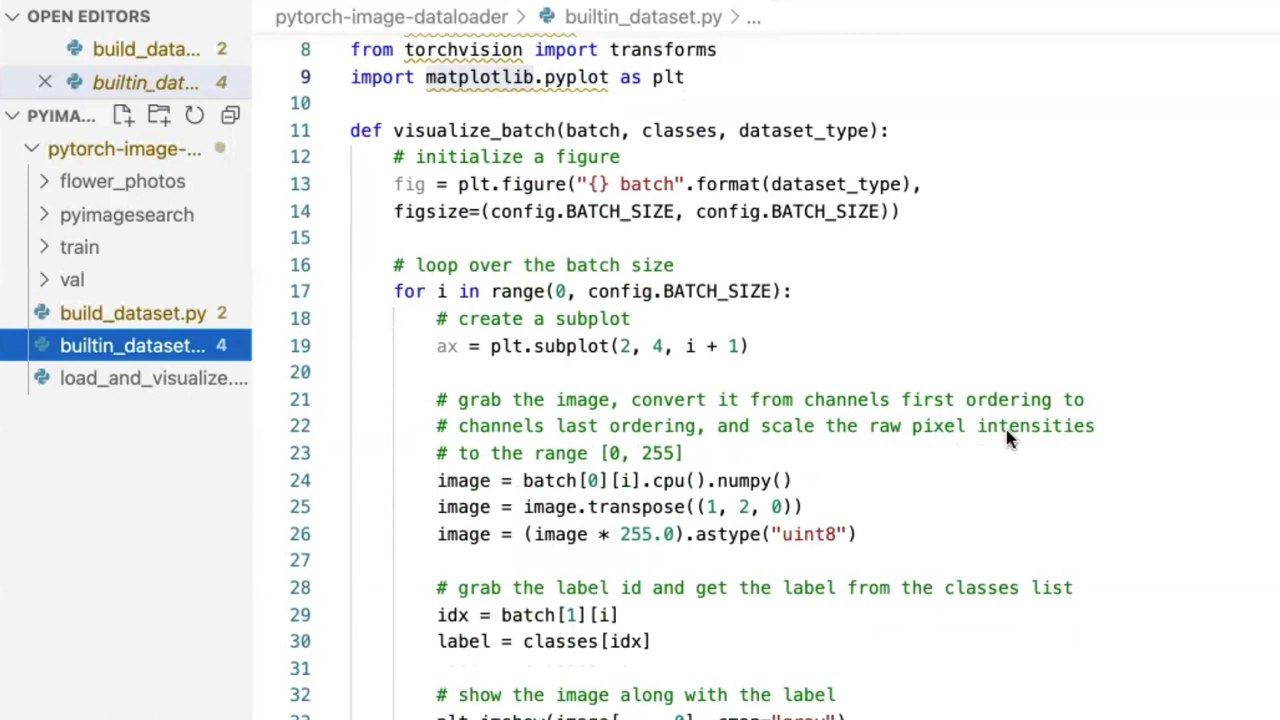 OPEN EDITORS
build_data... 2
builtin_dat... 4
PYIMA...
pytorch-image-...
flower_photos
pyimagesearch
train
val
build_dataset.py 2
builtin_dataset... 4
load_and_visualize....
pytorch-image-dataloader > builtin_dataset.py > ...
8 from torchvision import transforms
9 import matplotlib.pyplot as plt
10
11 def visualize_batch(batch, classes, dataset_type):
12 # initialize a figure
13 fig = plt.figure("{} batch".format(dataset_type),
14 figsize=(config.BATCH_SIZE, config.BATCH_SIZE))
15
16 # loop over the batch size
17 for i in range(0, config.BATCH_SIZE):
18 # create a subplot
19 ax = plt.subplot(2, 4, i + 1)
20
21 # grab the image, convert it from channels first ordering to
22 # channels last ordering, and scale the raw pixel intensities
23 # to the range [0, 255]
24 image = batch[0][i].cpu().numpy()
25 image = image.transpose((1, 2, 0))
26 image = (image * 255.0).astype("uint8")
27
28 # grab the label id and get the label from the classes list
29 idx = batch[1][i]
30 label = classes[idx]
31
32 # show the image along with the label